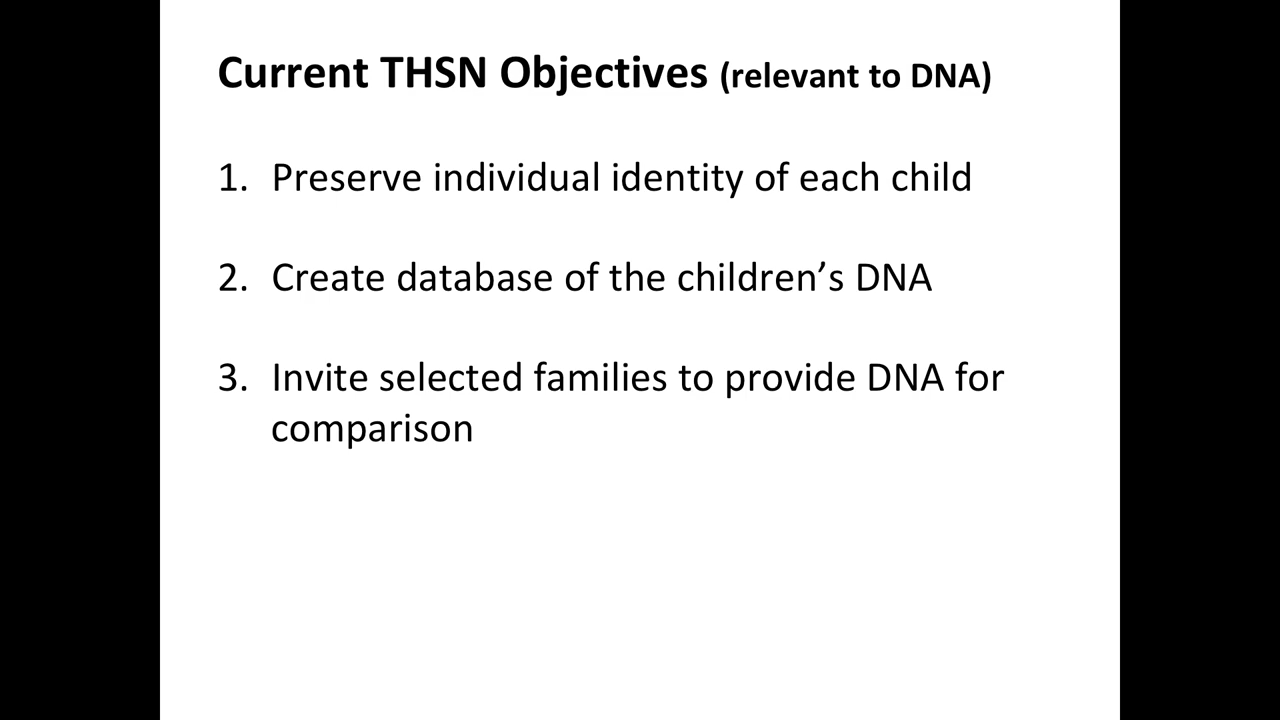 Current THSN Objectives (relevant to DNA)
1. Preserve individual identity of each child
2. Create database of the children’s DNA
3. Invite selected families to provide DNA for
comparison